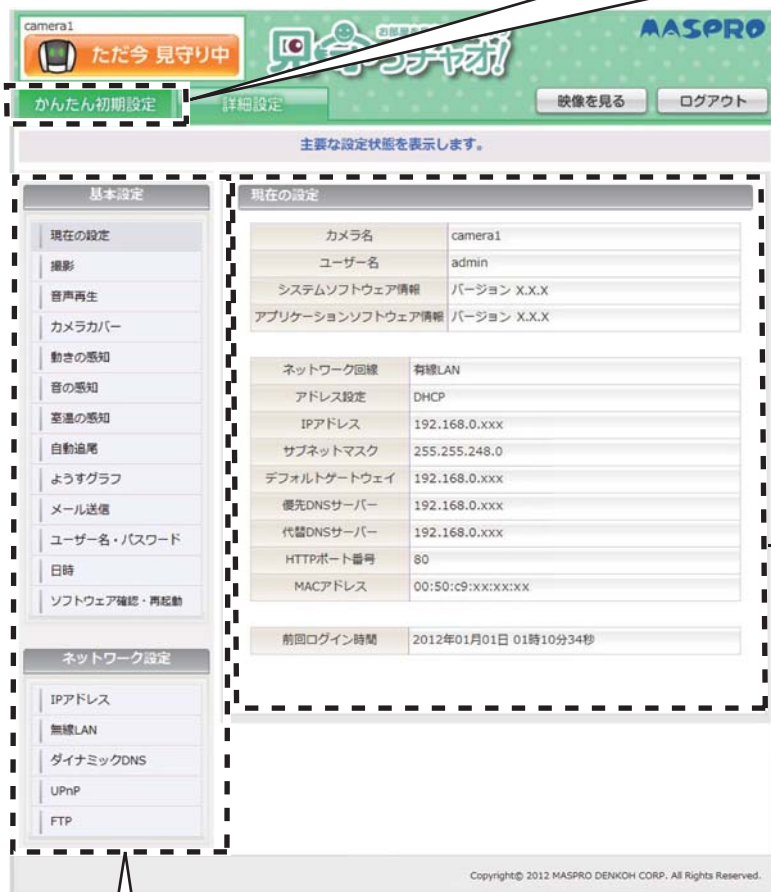 camera1
ただ今 見守り中
MASPRO
かんたん初期設定
詳細設定
映像を見る
ログアウト
主要な設定状態を表示します。
基本設定
現在の設定
撮影
音声再生
カメラカバー
動きの感知
音の感知
室温の感知
自動追尾
ようすグラフ
メール送信
ユーザー名・パスワード
日時
ソフトウェア確認・再起動
ネットワーク設定
IPアドレス
無線LAN
ダイナミックDNS
UPnP
FTP
現在の設定
カメラ名 camera1
ユーザー名 admin
システムソフトウェア情報 バージョン X.X.X
アプリケーションソフトウェア情報 バージョン X.X.X
ネットワーク回線 有線LAN
アドレス設定 DHCP
IPアドレス 192.168.0.xxx
サブネットマスク 255.255.248.0
デフォルトゲートウェイ 192.168.0.xxx
優先DNSサーバー 192.168.0.xxx
代替DNSサーバー 192.168.0.xxx
HTTPポート番号 80
MACアドレス 00:50:c9:xx:xx:xx
前回ログイン時間 2012年01月01日 01時10分34秒
Copyright© 2012 MASPRO DENKOH CORP. All Rights Reserved.